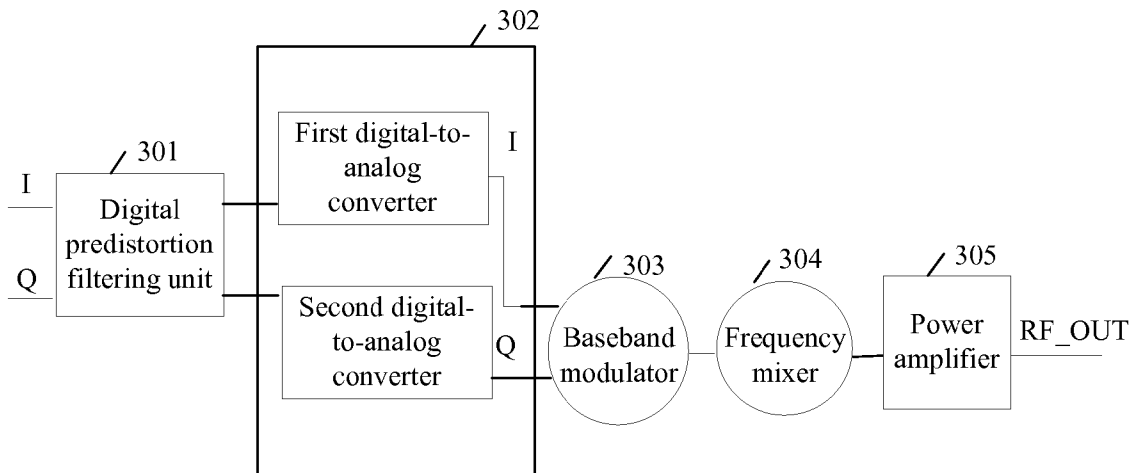 302
First digital-to-
analog
converter
I
301
I
Digital
predistortion
filtering unit
Q
Second digital-
to-analog
converter
Q
303
Baseband
modulator
304
Frequency
mixer
305
Power
amplifier
RF_OUT